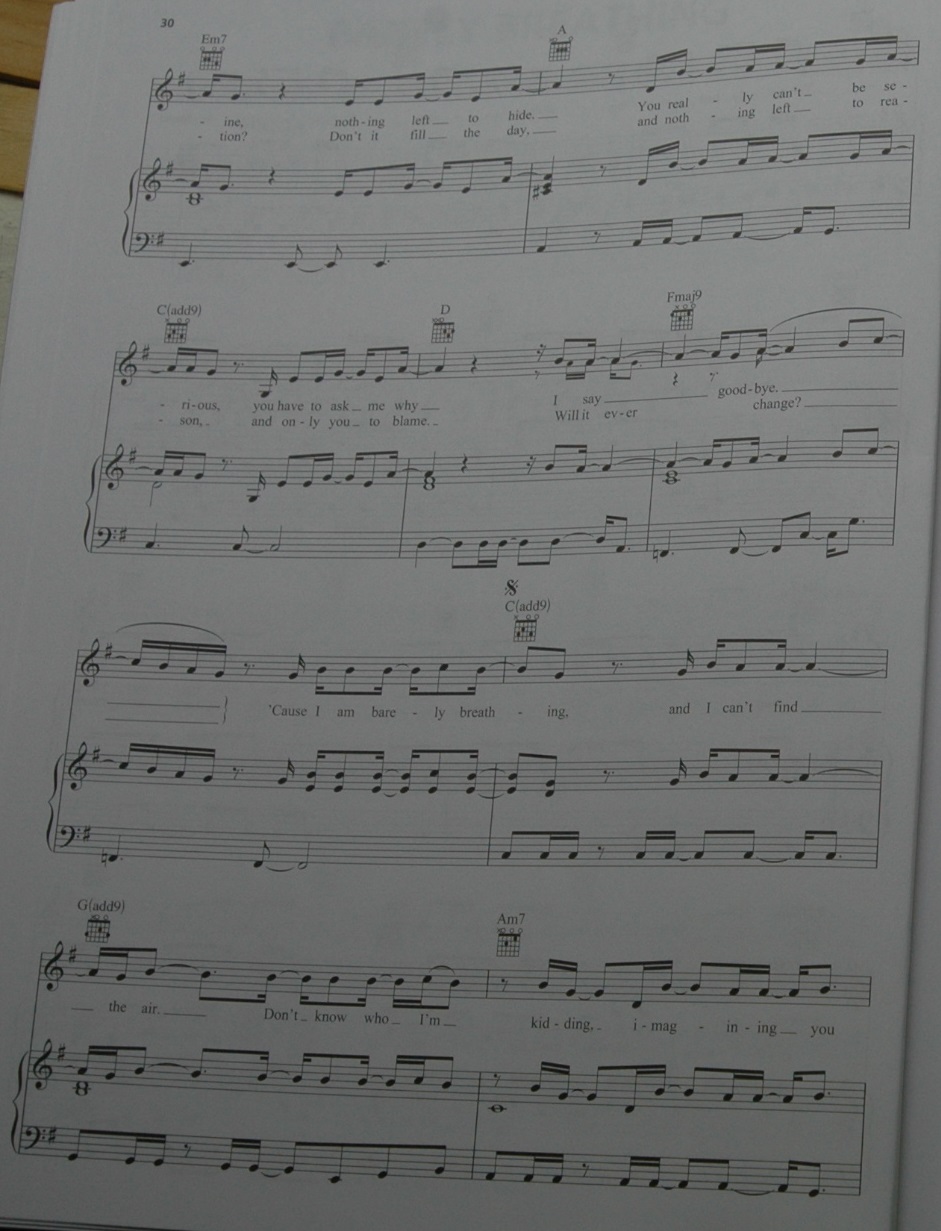 30
Em7 A
- ine, noth - ing left to hide. You real - ly can't be se -
- tion? Don't it fill the day, and noth - ing left to rea -
C(add9) D Fmaj9
- ri - ous, you have to ask me why I say good - bye.
- son, and on - ly you to blame. Will it ev - er change?
C(add9)
'Cause I am bare - ly breath - ing, and I can't find
G(add9) Am7
the air. Don't know who I'm kid - ding, i - mag - in - ing you